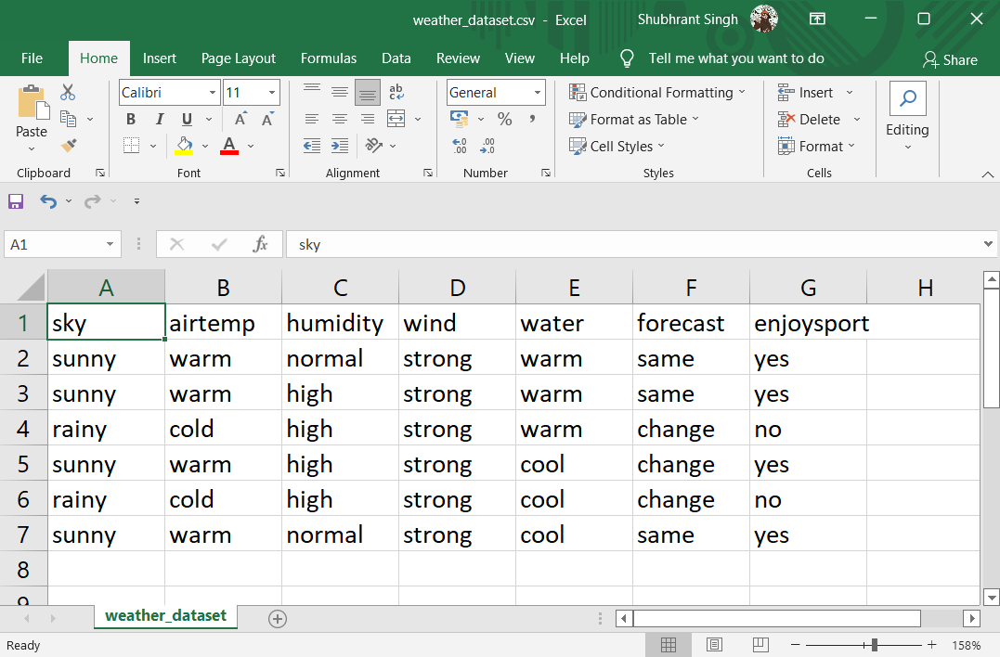 weather_dataset.csv - Excel Shubhrant Singh
File Home Insert Page Layout Formulas Data Review View Help Tell me what you want to do Share
Paste
Clipboard
Calibri 11
B I U A A
A
Font
ab
c
Alignment
General
% ,
.00 .0
.00
Number
Conditional Formatting
Format as Table
Cell Styles
Styles
Insert
Delete
Format
Cells
Editing
A1 fx sky
A B C D E F G H
1 sky airtemp humidity wind water forecast enjoysport
2 sunny warm normal strong warm same yes
3 sunny warm high strong warm same yes
4 rainy cold high strong warm change no
5 sunny warm high strong cool change yes
6 rainy cold high strong cool change no
7 sunny warm normal strong cool same yes
8
9
weather_dataset
Ready 158%